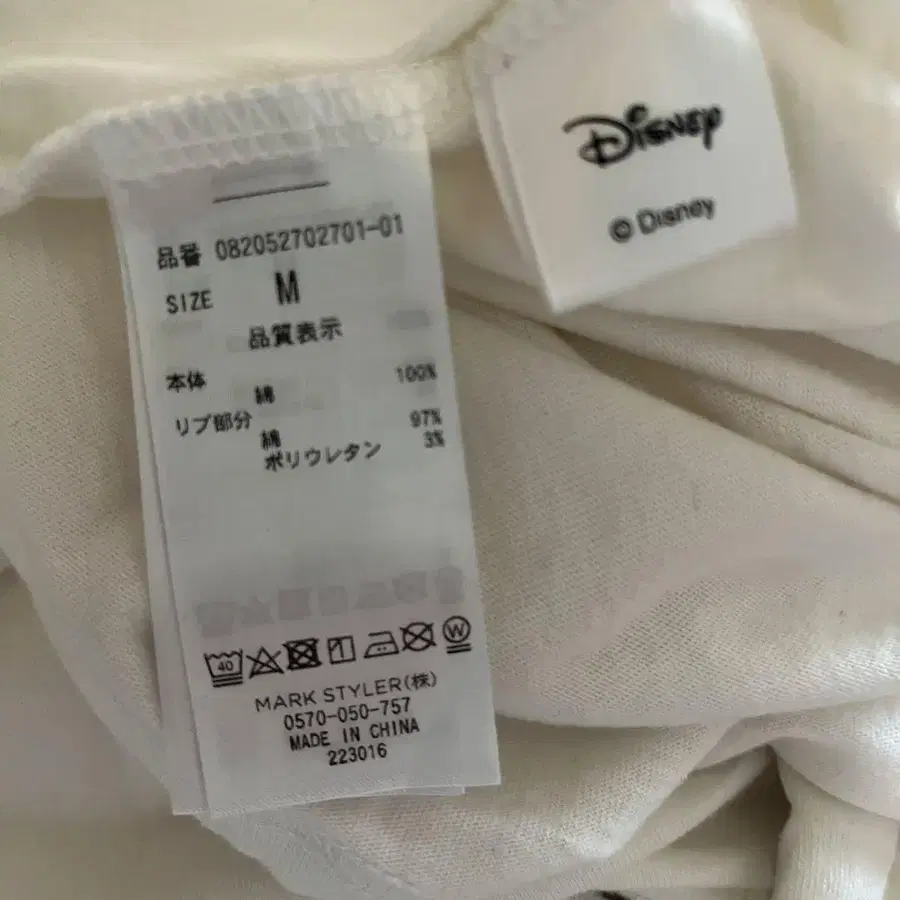 品番 082052702701-01
SIZE M
品質表示
本体
綿 100%
リブ部分
綿 97%
ポリウレタン 3%
40
W
MARK STYLER(株)
0570-050-757
MADE IN CHINA
223016
Disney
© Disney